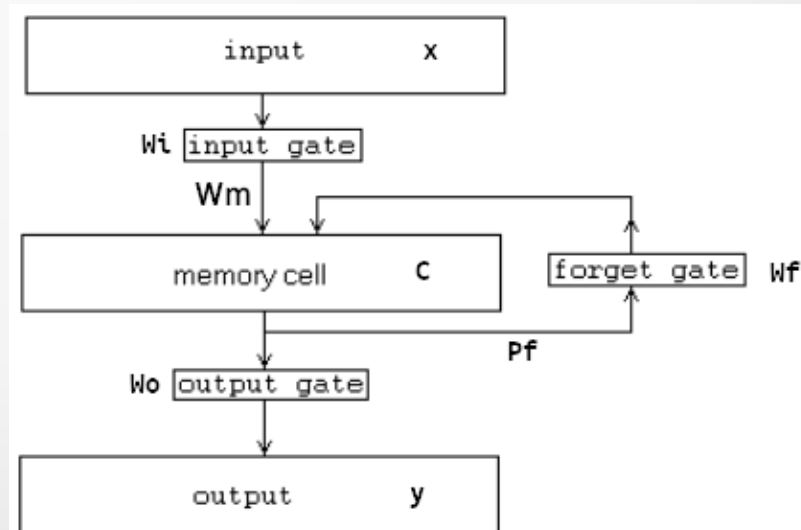 input x
Wi input gate
Wm
memory cell C
forget gate Wf
Pf
Wo output gate
output y